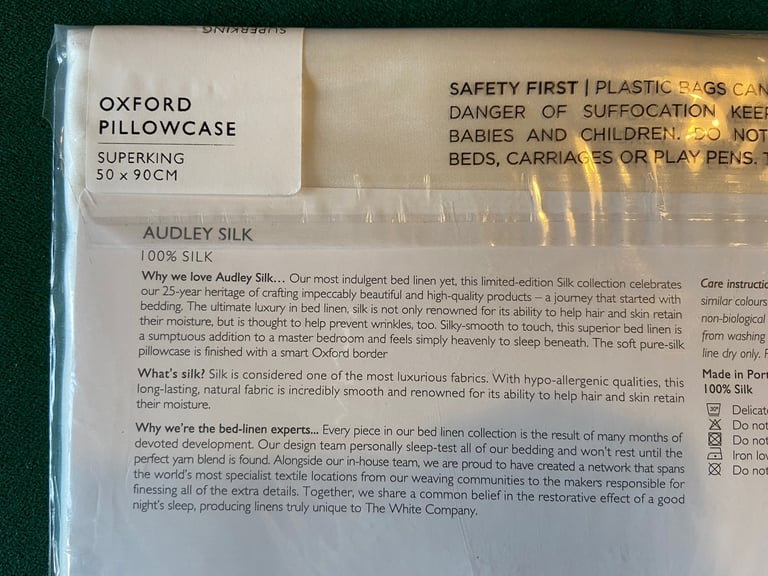 SUPERKING
OXFORD
PILLOWCASE
SUPERKING
50 x 90CM
SAFETY FIRST | PLASTIC BAGS CAN
DANGER OF SUFFOCATION KEEP
BABIES AND CHILDREN. DO NOT
BEDS, CARRIAGES OR PLAY PENS.
AUDLEY SILK
100% SILK
Why we love Audley Silk... Our most indulgent bed linen yet, this limited-edition Silk collection celebrates
our 25-year heritage of crafting impeccably beautiful and high-quality products – a journey that started with
bedding. The ultimate luxury in bed linen, silk is not only renowned for its ability to help hair and skin retain
their moisture, but is thought to help prevent wrinkles, too. Silky-smooth to touch, this superior bed linen is
a sumptuous addition to a master bedroom and feels simply heavenly to sleep beneath. The soft pure-silk
pillowcase is finished with a smart Oxford border
What's silk? Silk is considered one of the most luxurious fabrics. With hypo-allergenic qualities, this
long-lasting, natural fabric is incredibly smooth and renowned for its ability to help hair and skin retain
their moisture.
Why we're the bed-linen experts... Every piece in our bed linen collection is the result of many months of
devoted development. Our design team personally sleep-test all of our bedding and won't rest until the
perfect yarn blend is found. Alongside our in-house team, we are proud to have created a network that spans
the world's most specialist textile locations from our weaving communities to the makers responsible for
finessing all of the extra details. Together, we share a common belief in the restorative effect of a good
night's sleep, producing linens truly unique to The White Company.
Care instructio
similar colours
non-biological
from washing
line dry only.
Made in Por
100% Silk
30°
Delicat
Do not
Do not
Iron lo
Do not